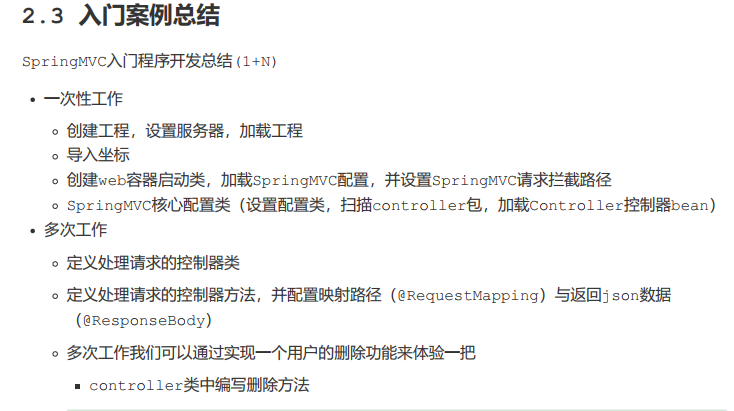 2.3 入门案例总结
SpringMVC入门程序开发总结(1+N)
一次性工作
创建工程，设置服务器，加载工程
导入坐标
创建web容器启动类，加载SpringMVC配置，并设置SpringMVC请求拦截路径
SpringMVC核心配置类（设置配置类，扫描controller包，加载Controller控制器bean）
多次工作
定义处理请求的控制器类
定义处理请求的控制器方法，并配置映射路径（@RequestMapping）与返回json数据
（@ResponseBody）
多次工作我们可以通过实现一个用户的删除功能来体验一把
controller类中编写删除方法